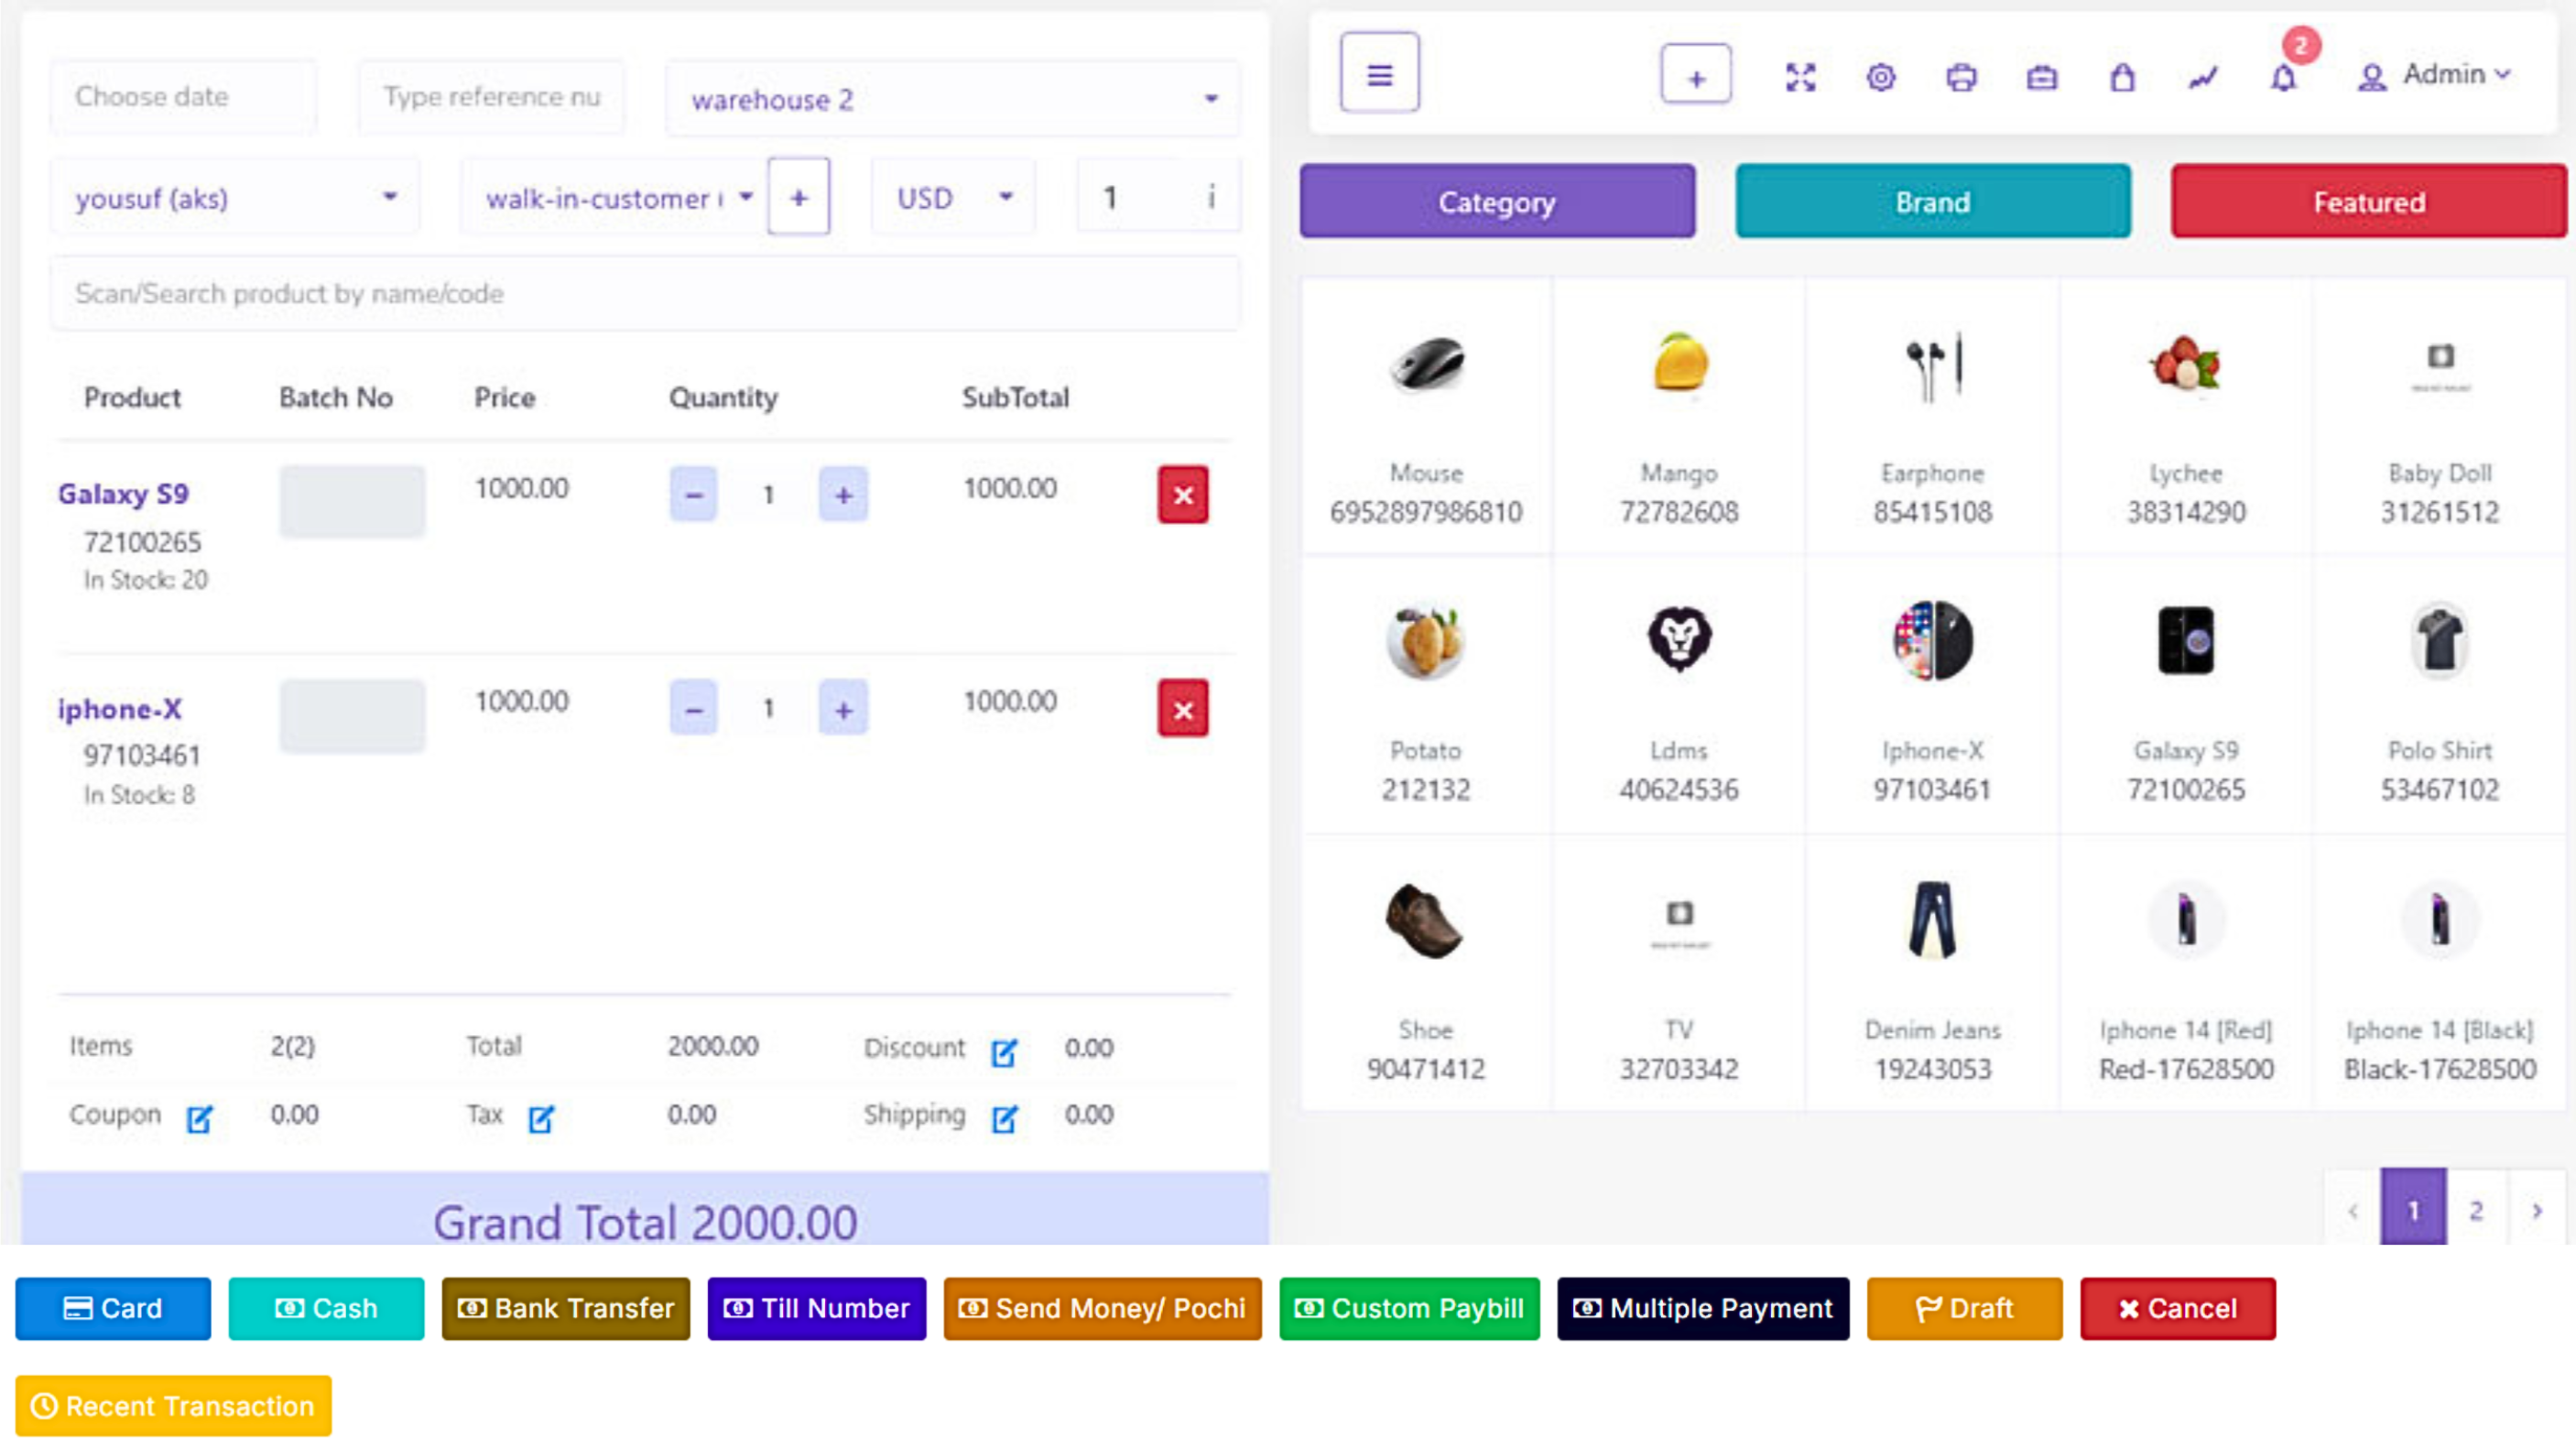 Choose date
Type reference nu
warehouse 2
yousuf (aks)
walk-in-customer
+
USD
1
i
Scan/Search product by name/code
Product Batch No Price Quantity SubTotal
Galaxy S9 1000.00 - 1 + 1000.00 ×
72100265
In Stock: 20
iphone-X 1000.00 - 1 + 1000.00 ×
97103461
In Stock: 8
Items 2(2) Total 2000.00 Discount 0.00
Coupon 0.00 Tax 0.00 Shipping 0.00
Grand Total 2000.00
+
2
Admin
Category Brand Featured
Mouse Mango Earphone Lychee Baby Doll
6952897986810 72782608 85415108 38314290 31261512
Potato Ldms Iphone-X Galaxy S9 Polo Shirt
212132 40624536 97103461 72100265 53467102
Shoe TV Denim Jeans Iphone 14 [Red] Iphone 14 [Black]
90471412 32703342 19243053 Red-17628500 Black-17628500
‹ 1 2 ›
Card Cash Bank Transfer Till Number Send Money/ Pochi Custom Paybill Multiple Payment Draft Cancel
Recent Transaction